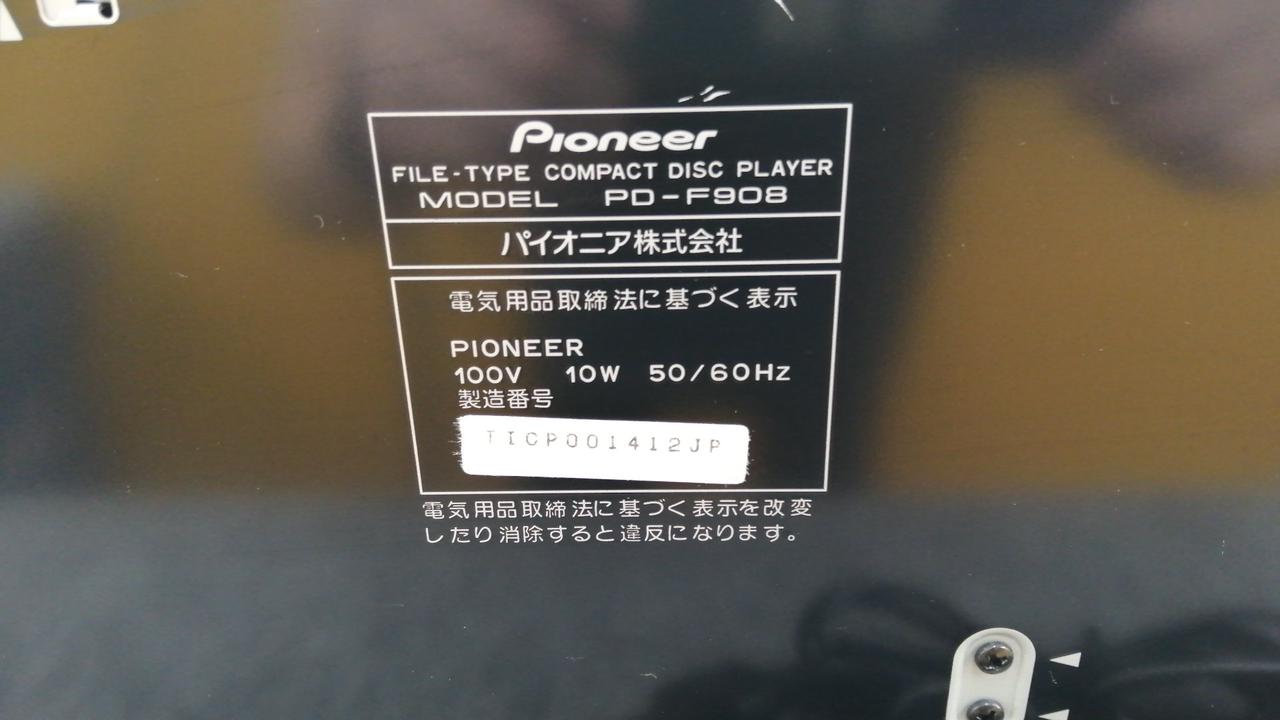 Pioneer
FILE-TYPE COMPACT DISC PLAYER
MODEL PD-F908
パイオニア株式会社
電気用品取締法に基づく表示
PIONEER
100V 10W 50/60Hz
製造番号
TICP001412JP
電気用品取締法に基づく表示を改変
したり消除すると違反になります。